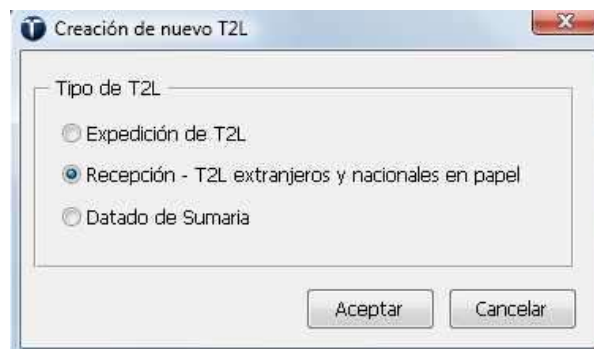 Creación de nuevo T2L
Tipo de T2L
Expedición de T2L
Recepción - T2L extranjeros y nacionales en papel
Datado de Sumaria
Aceptar Cancelar